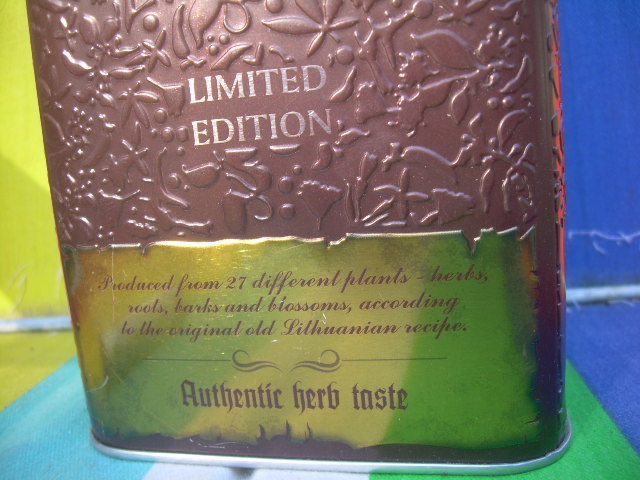 LIMITED
EDITION
Produced from 27 different plants - herbs,
roots, barks and blossoms, according
to the original old Lithuanian recipe.
Authentic herb taste